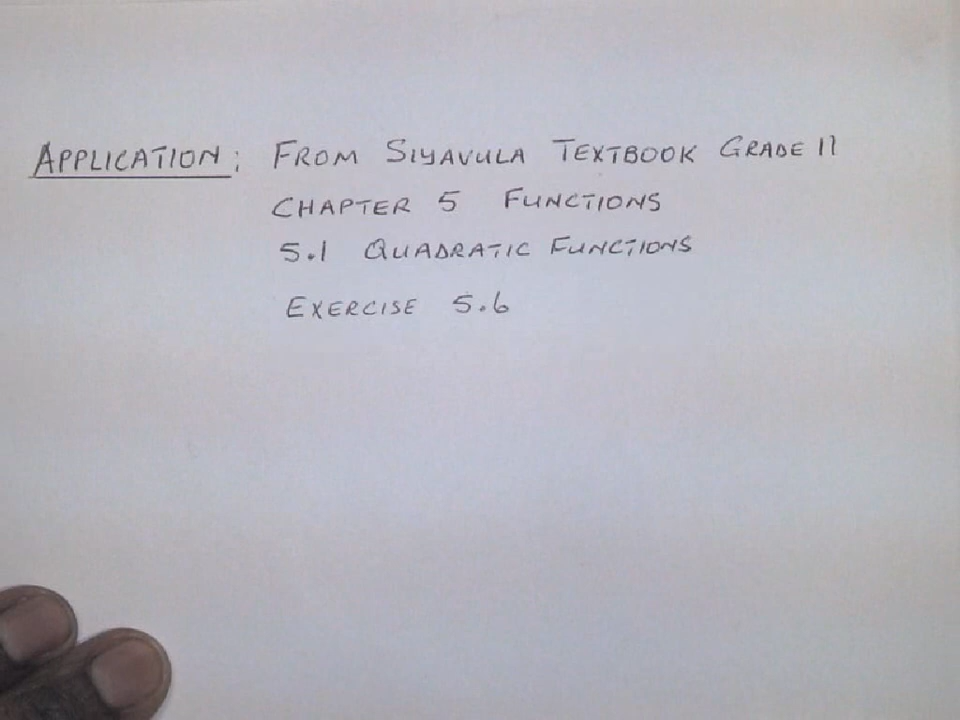 APPLICATION: FROM SIYAVULA TEXTBOOK GRADE 11
CHAPTER 5 FUNCTIONS
5.1 QUADRATIC FUNCTIONS
EXERCISE 5.6